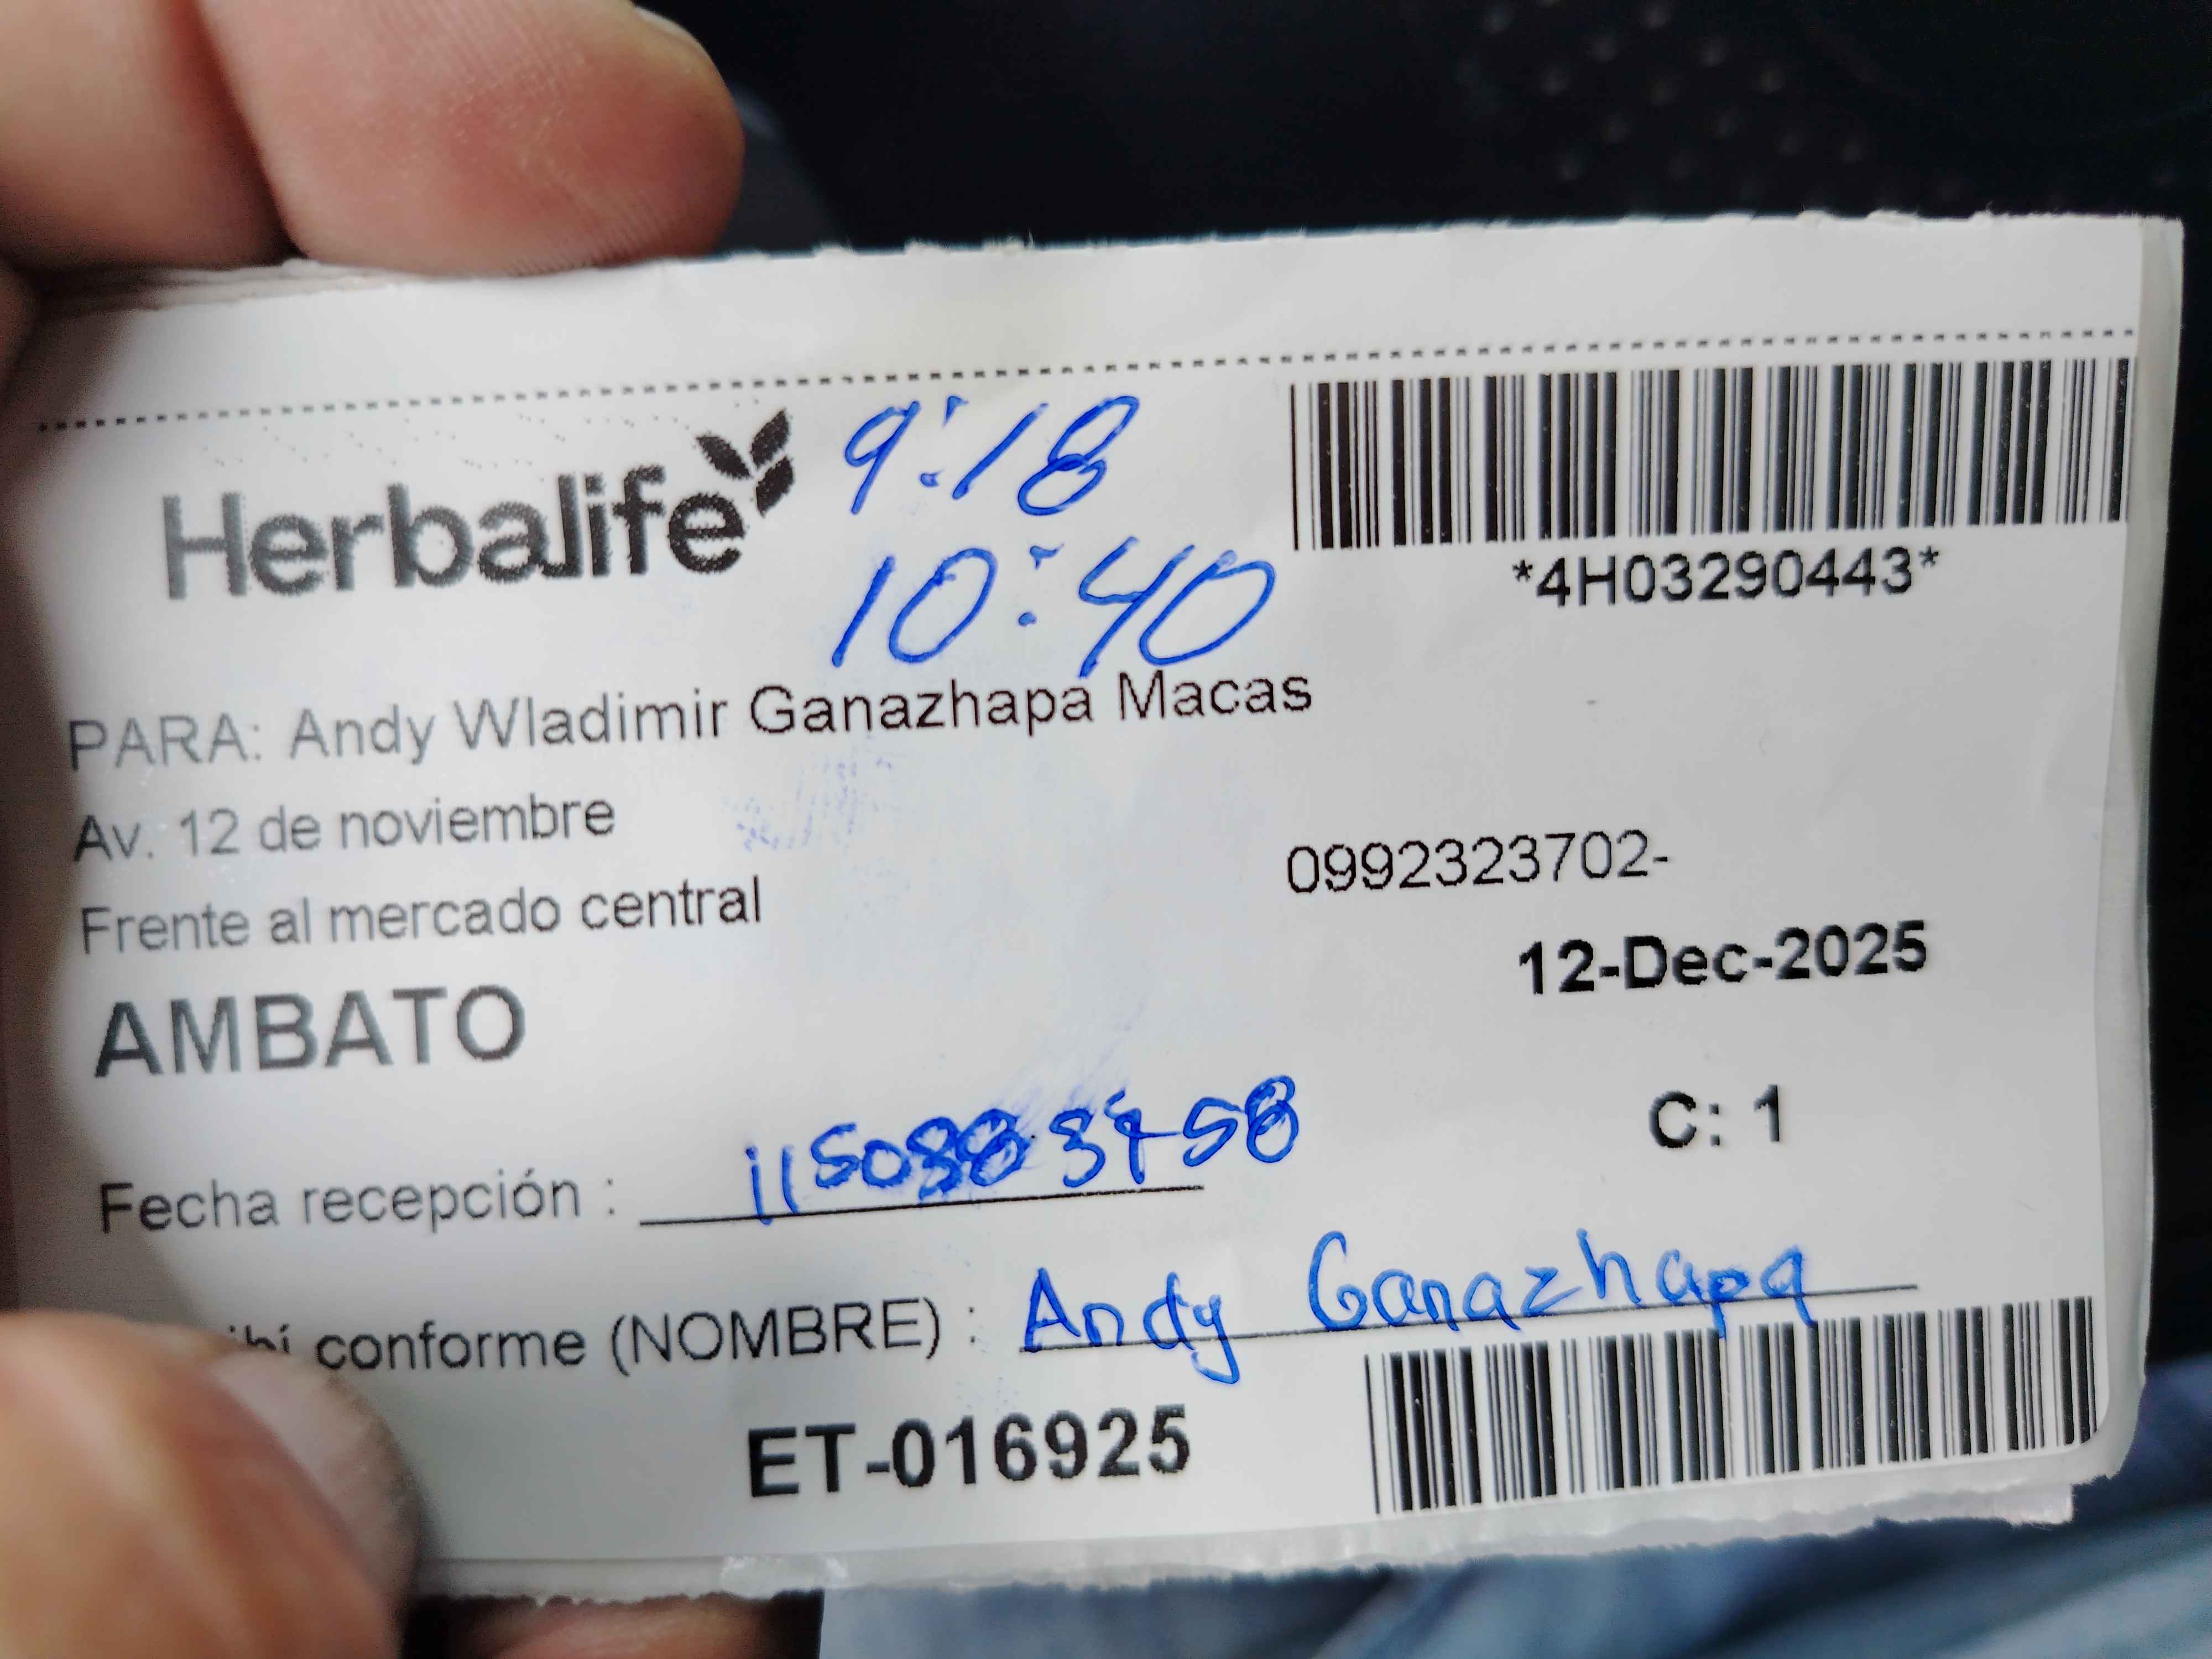 Herbalife
9:18
10:40
*4H03290443*
PARA: Andy Wladimir Ganazhapa Macas
Av. 12 de noviembre
0992323702-
Frente al mercado central
12-Dec-2025
AMBATO
C: 1
Fecha recepción :
conforme (NOMBRE) : Andy Ganazhapa
ET-016925